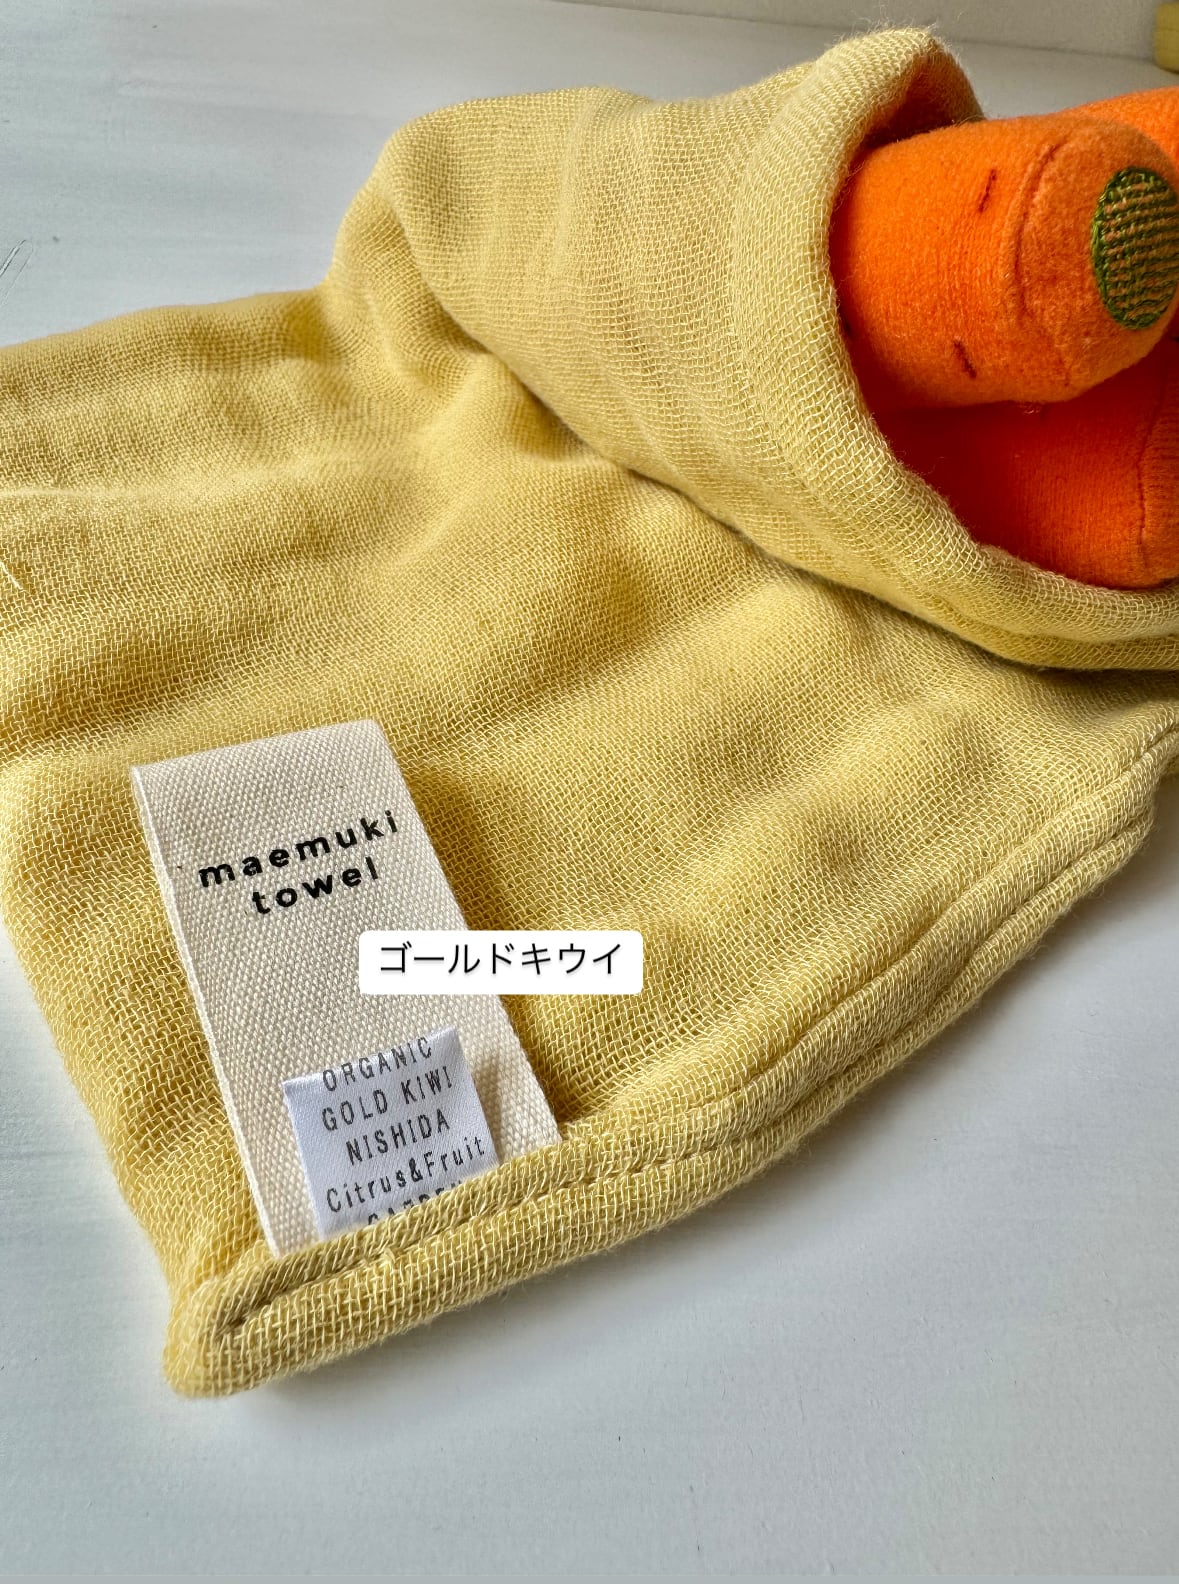 maemuki
towel
ゴールドキウイ
ORGANIC
GOLD KIWI
NISHIDA
Citrus&Fruit